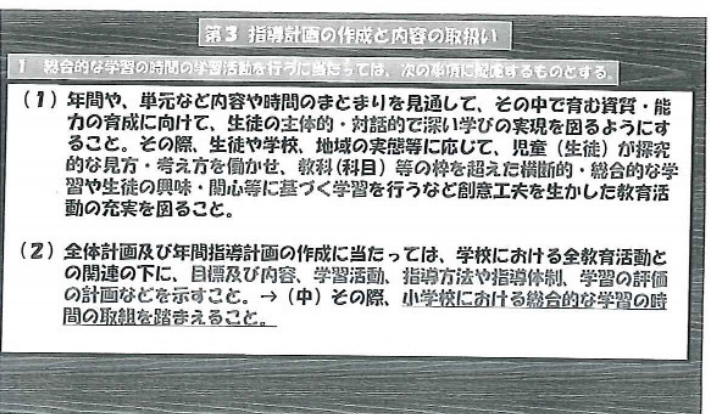 第3 指導計画の作成と内容の取扱い
1 総合的な学習の時間の学習活動を行うに当たっては、次の事項に配慮するものとする。
(1) 年間や、単元など内容や時間のまとまりを見通して、その中で育む資質・能
力の育成に向けて、生徒の主体的・対話的で深い学びの実現を図るようにす
ること。その際、生徒や学校、地域の実態等に応じて、児童(生徒)が探究
的な見方・考え方を働かせ、教科(科目)等の枠を超えた横断的・総合的な学
習や生徒の興味・関心等に基づく学習を行うなど創意工夫を生かした教育活
動の充実を図ること。
(2) 全体計画及び年間指導計画の作成に当たっては、学校における全教育活動と
の関連の下に、目標及び内容、学習活動、指導方法や指導体制、学習の評価
の計画などを示すこと。→(中)その際、小学校における総合的な学習の時
間の取組を踏まえること。